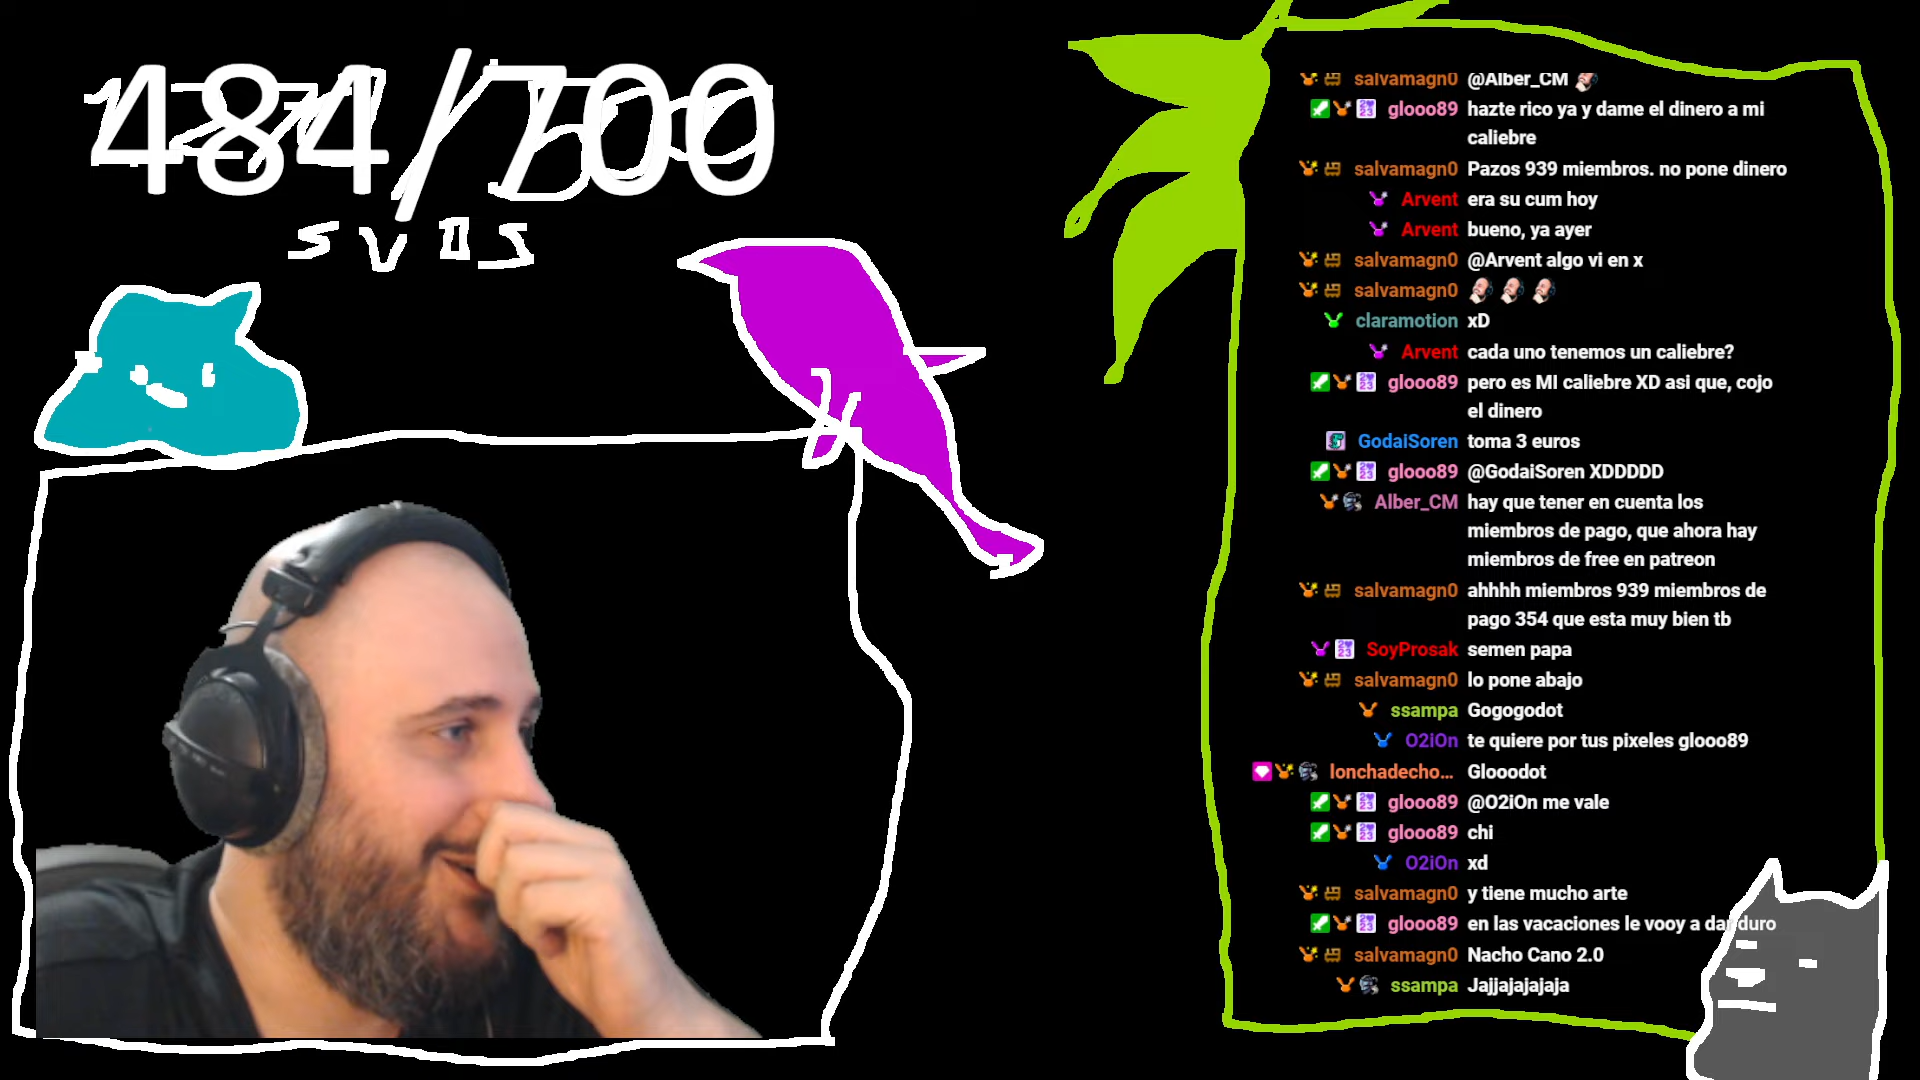 484/700
SUBS
salvamagn0 @Alber_CM
glooo89 hazte rico ya y dame el dinero a mi
caliebre
salvamagn0 Pazos 939 miembros. no pone dinero
Arvent era su cum hoy
Arvent bueno, ya ayer
salvamagn0 @Arvent algo vi en x
salvamagn0
claramotion xD
Arvent cada uno tenemos un caliebre?
glooo89 pero es MI caliebre XD asi que, cojo
el dinero
GodaiSoren toma 3 euros
glooo89 @GodaiSoren XDDDDD
Alber_CM hay que tener en cuenta los
miembros de pago, que ahora hay
miembros de free en patreon
salvamagn0 ahhhh miembros 939 miembros de
pago 354 que esta muy bien tb
SoyProsak semen papa
salvamagn0 lo pone abajo
ssampa Gogogodot
O2iOn te quiere por tus pixeles glooo89
lonchadecho... Glooodot
glooo89 @O2iOn me vale
glooo89 chi
O2iOn xd
salvamagn0 y tiene mucho arte
glooo89 en las vacaciones le vooy a dar duro
salvamagn0 Nacho Cano 2.0
ssampa Jajjajajajaja